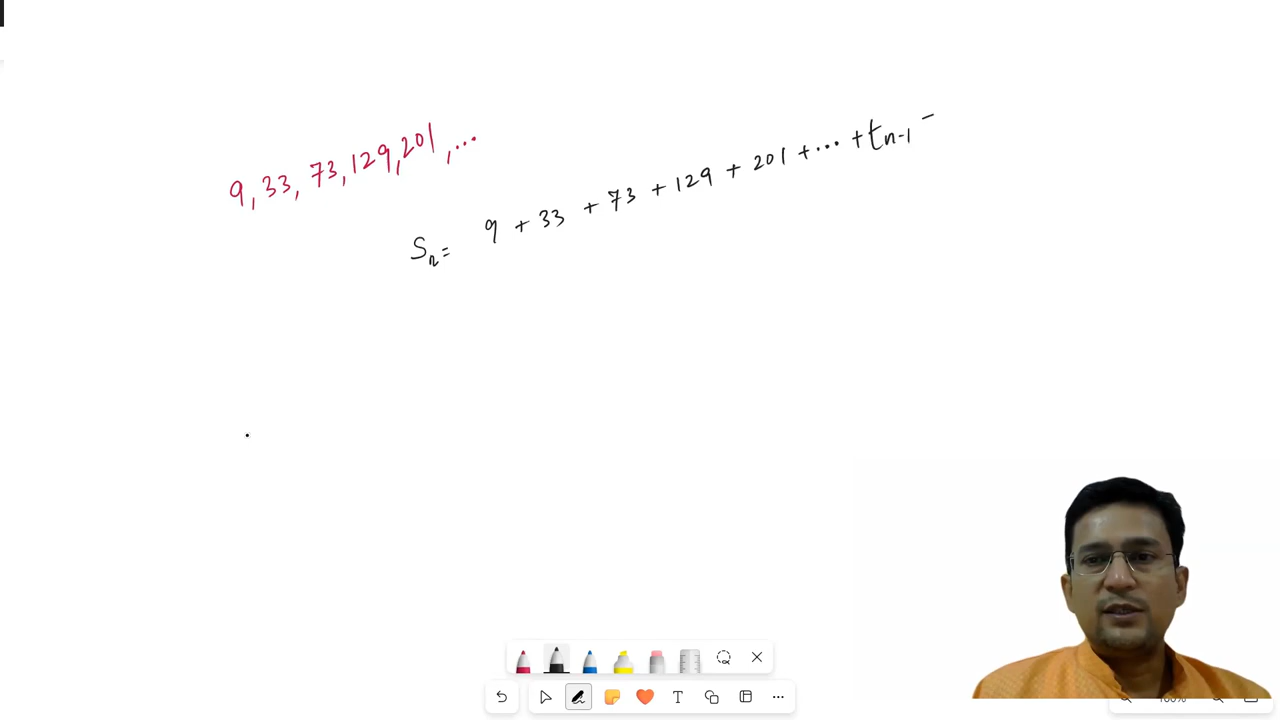 9, 33, 73, 129, 201, ...
Sn = 9 + 33 + 73 + 129 + 201 + ... + tn-1 -
T